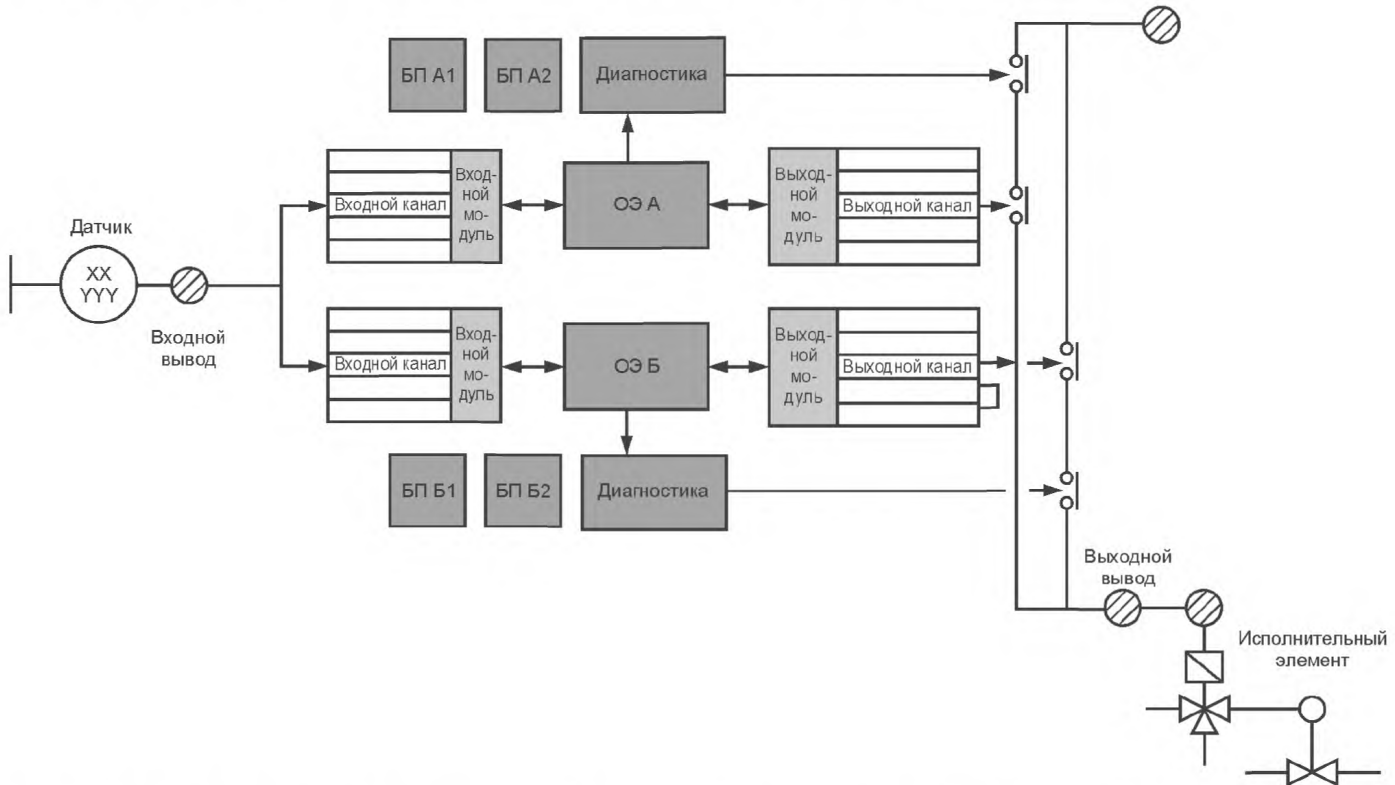 БП А1
БП А2
Диагностика
Входной канал
Вход-
ной
мо-
дуль
ОЭ А
Выход-
ной
мо-
дуль
Выходной канал
Датчик
XX
YYY
Входной
вывод
Входной канал
Вход-
ной
мо-
дуль
ОЭ Б
Выход-
ной
мо-
дуль
Выходной канал
БП Б1
БП Б2
Диагностика
Выходной
вывод
Исполнительный
элемент